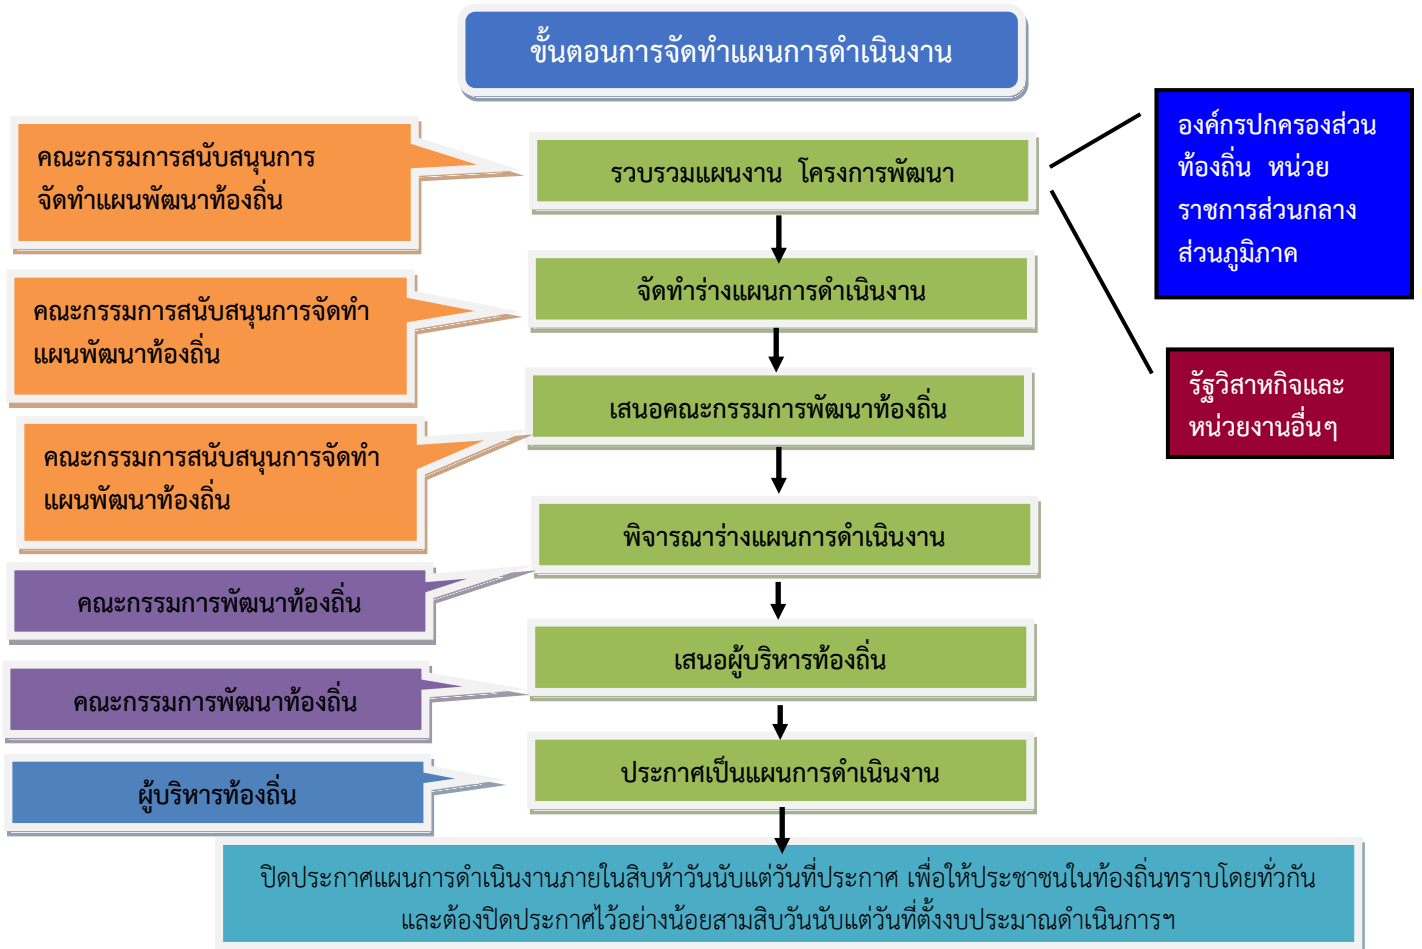 ขั้นตอนการจัดทำแผนการดำเนินงาน
คณะกรรมการสนับสนุนการ
จัดทำแผนพัฒนาท้องถิ่น
รวบรวมแผนงาน โครงการพัฒนา
องค์กรปกครองส่วน
ท้องถิ่น หน่วย
ราชการส่วนกลาง
ส่วนภูมิภาค
คณะกรรมการสนับสนุนการจัดทำ
แผนพัฒนาท้องถิ่น
จัดทำร่างแผนการดำเนินงาน
รัฐวิสาหกิจและ
หน่วยงานอื่นๆ
คณะกรรมการสนับสนุนการจัดทำ
แผนพัฒนาท้องถิ่น
เสนอคณะกรรมการพัฒนาท้องถิ่น
คณะกรรมการพัฒนาท้องถิ่น
พิจารณาร่างแผนการดำเนินงาน
คณะกรรมการพัฒนาท้องถิ่น
เสนอผู้บริหารท้องถิ่น
ผู้บริหารท้องถิ่น
ประกาศเป็นแผนการดำเนินงาน
ปิดประกาศแผนการดำเนินงานภายในสิบห้าวันนับแต่วันที่ประกาศ เพื่อให้ประชาชนในท้องถิ่นทราบโดยทั่วกัน
และต้องปิดประกาศไว้อย่างน้อยสามสิบวันนับแต่วันที่ตั้งงบประมาณดำเนินการฯ